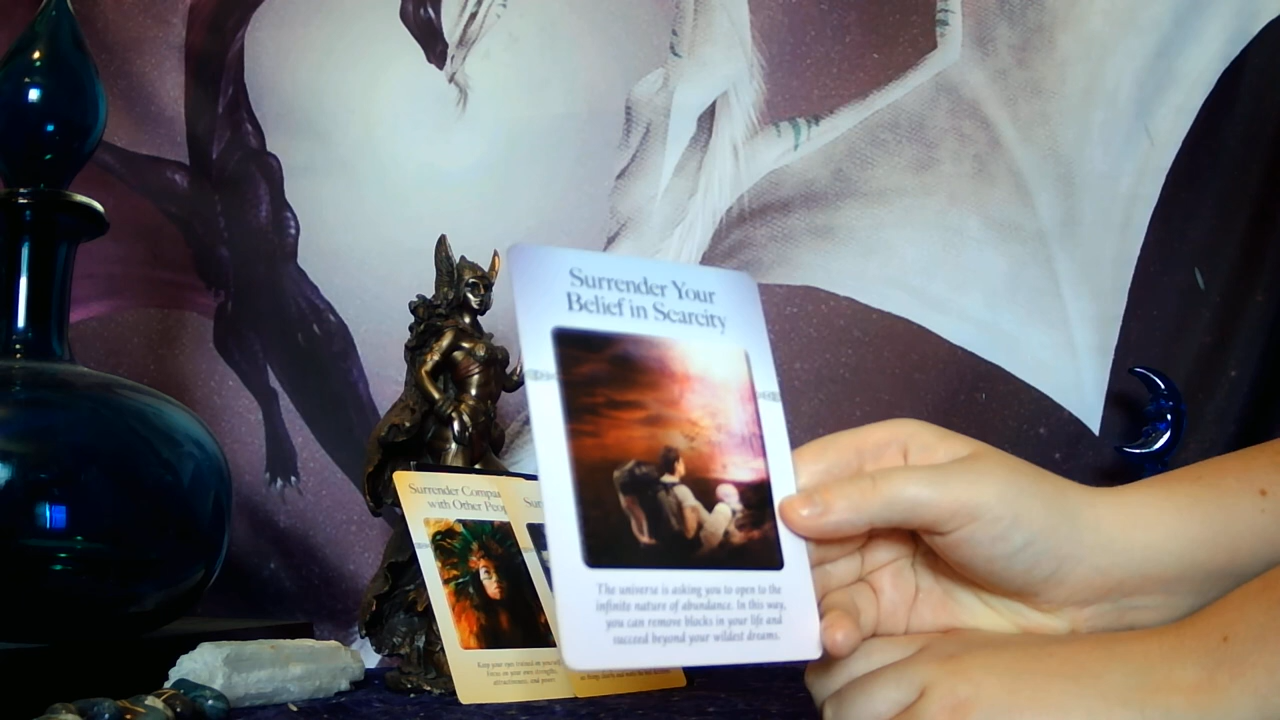 Surrender Your
Belief in Scarcity
The universe is asking you to open to the
infinite nature of abundance. In this way,
you can remove blocks in your life and
succeed beyond your wildest dreams.
Surrender Compa
with Other Peop
Sur
Keep your eyes trained on yourself
focus on your own strengths,
attractiveness, and power.